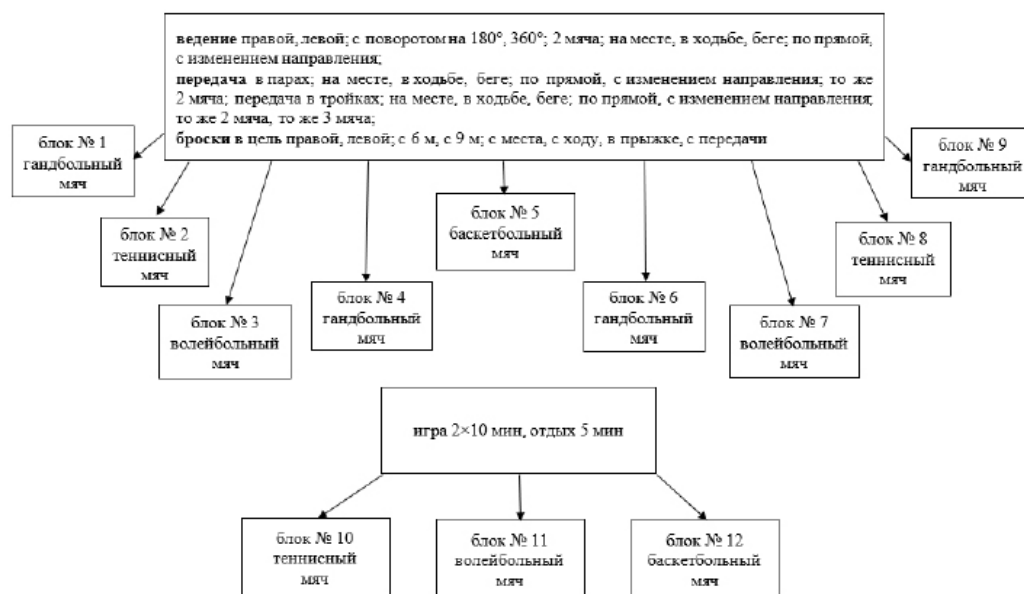 ведение правой, левой; с поворотом на 180°, 360°; 2 мяча; на месте, в ходьбе, беге; по прямой,
с изменением направления;
передача в парах; на месте, в ходьбе, беге; по прямой, с изменением направления; то же
2 мяча; передача в тройках; на месте, в ходьбе, беге; по прямой, с изменением направления;
то же 2 мяча, то же 3 мяча;
броски в цель правой, левой; с 6 м, с 9 м; с места, с ходу, в прыжке, с передачи
блок № 1
гандбольный
мяч
блок № 2
теннисный
мяч
блок № 3
волейбольный
мяч
блок № 4
гандбольный
мяч
блок № 5
баскетбольный
мяч
блок № 6
гандбольный
мяч
блок № 7
волейбольный
мяч
блок № 8
теннисный
мяч
блок № 9
гандбольный
мяч
игра 2×10 мин, отдых 5 мин
блок № 10
теннисный
мяч
блок № 11
волейбольный
мяч
блок № 12
баскетбольный
мяч